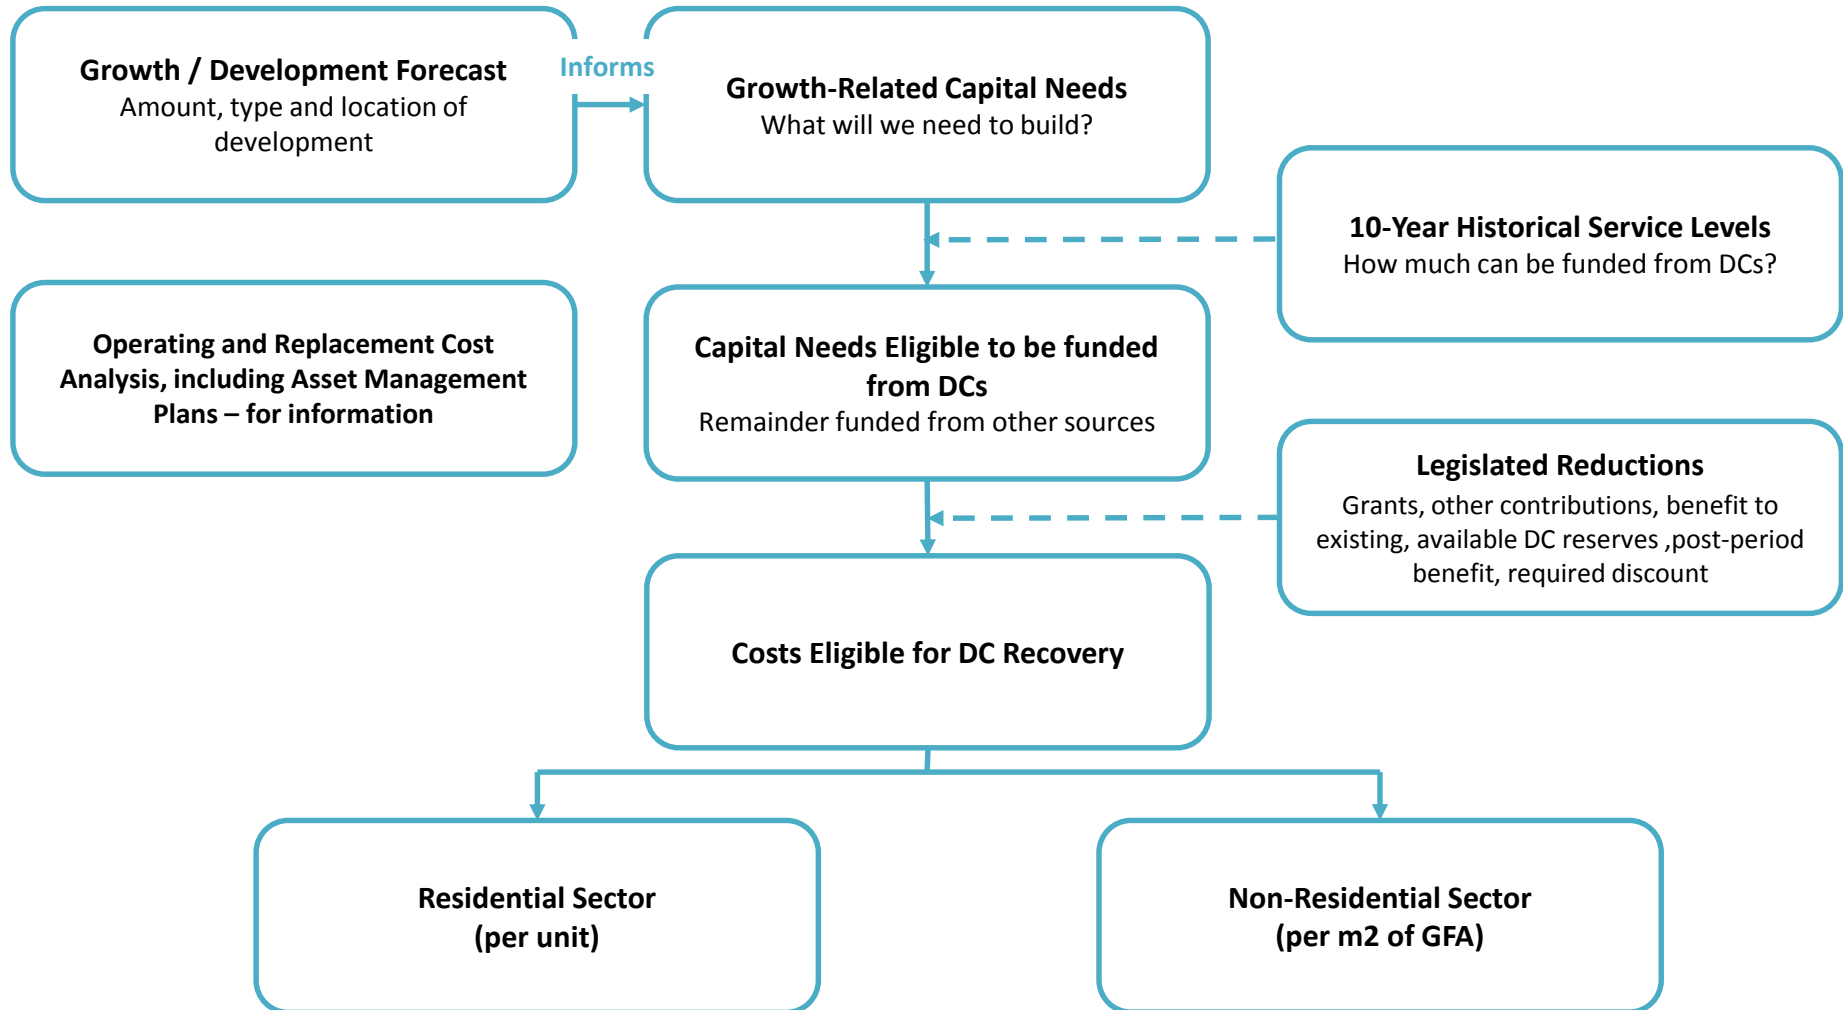 Growth / Development Forecast
Amount, type and location of
development
Informs
Growth-Related Capital Needs
What will we need to build?
10-Year Historical Service Levels
How much can be funded from DCs?
Operating and Replacement Cost
Analysis, including Asset Management
Plans – for information
Capital Needs Eligible to be funded
from DCs
Remainder funded from other sources
Legislated Reductions
Grants, other contributions, benefit to
existing, available DC reserves ,post-period
benefit, required discount
Costs Eligible for DC Recovery
Residential Sector
(per unit)
Non-Residential Sector
(per m2 of GFA)